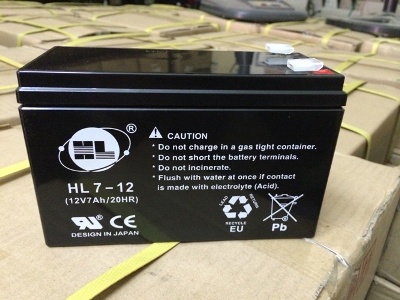 HL ®
HL 7-12
(12V7Ah/20HR)
DESIGN IN JAPAN
CAUTION
* Do not charge in a gas tight container.
* Do not short the battery terminals.
* Do not incinerate.
* Flush with water at once if contact
is made with electrolyte (Acid).
RECYCLE
EU
Pb